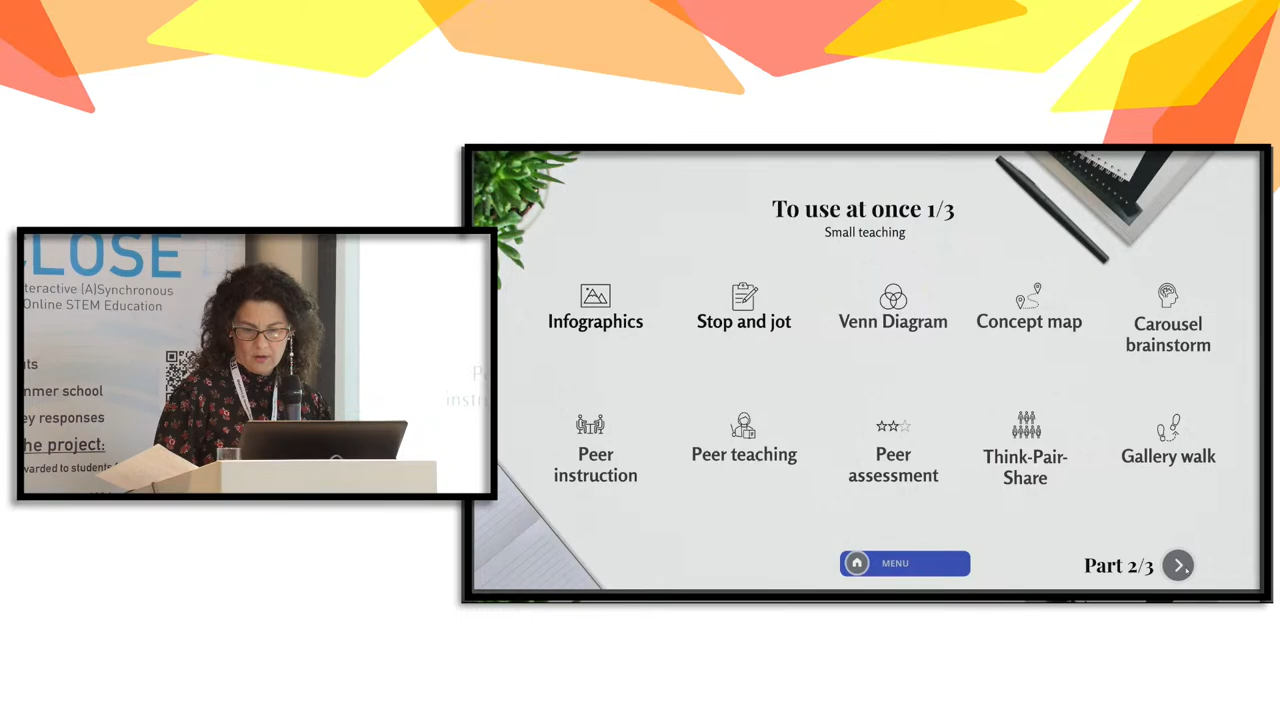 LOSE
teractive [A]Synchronous
Online STEM Education
nts
mmer school
ey responses
he project:
warded to students
To use at once 1/3
Small teaching
Infographics
Stop and jot
Venn Diagram
Concept map
Carousel
brainstorm
Peer
instruction
Peer teaching
Peer
assessment
Think-Pair-
Share
Gallery walk
MENU
Part 2/3